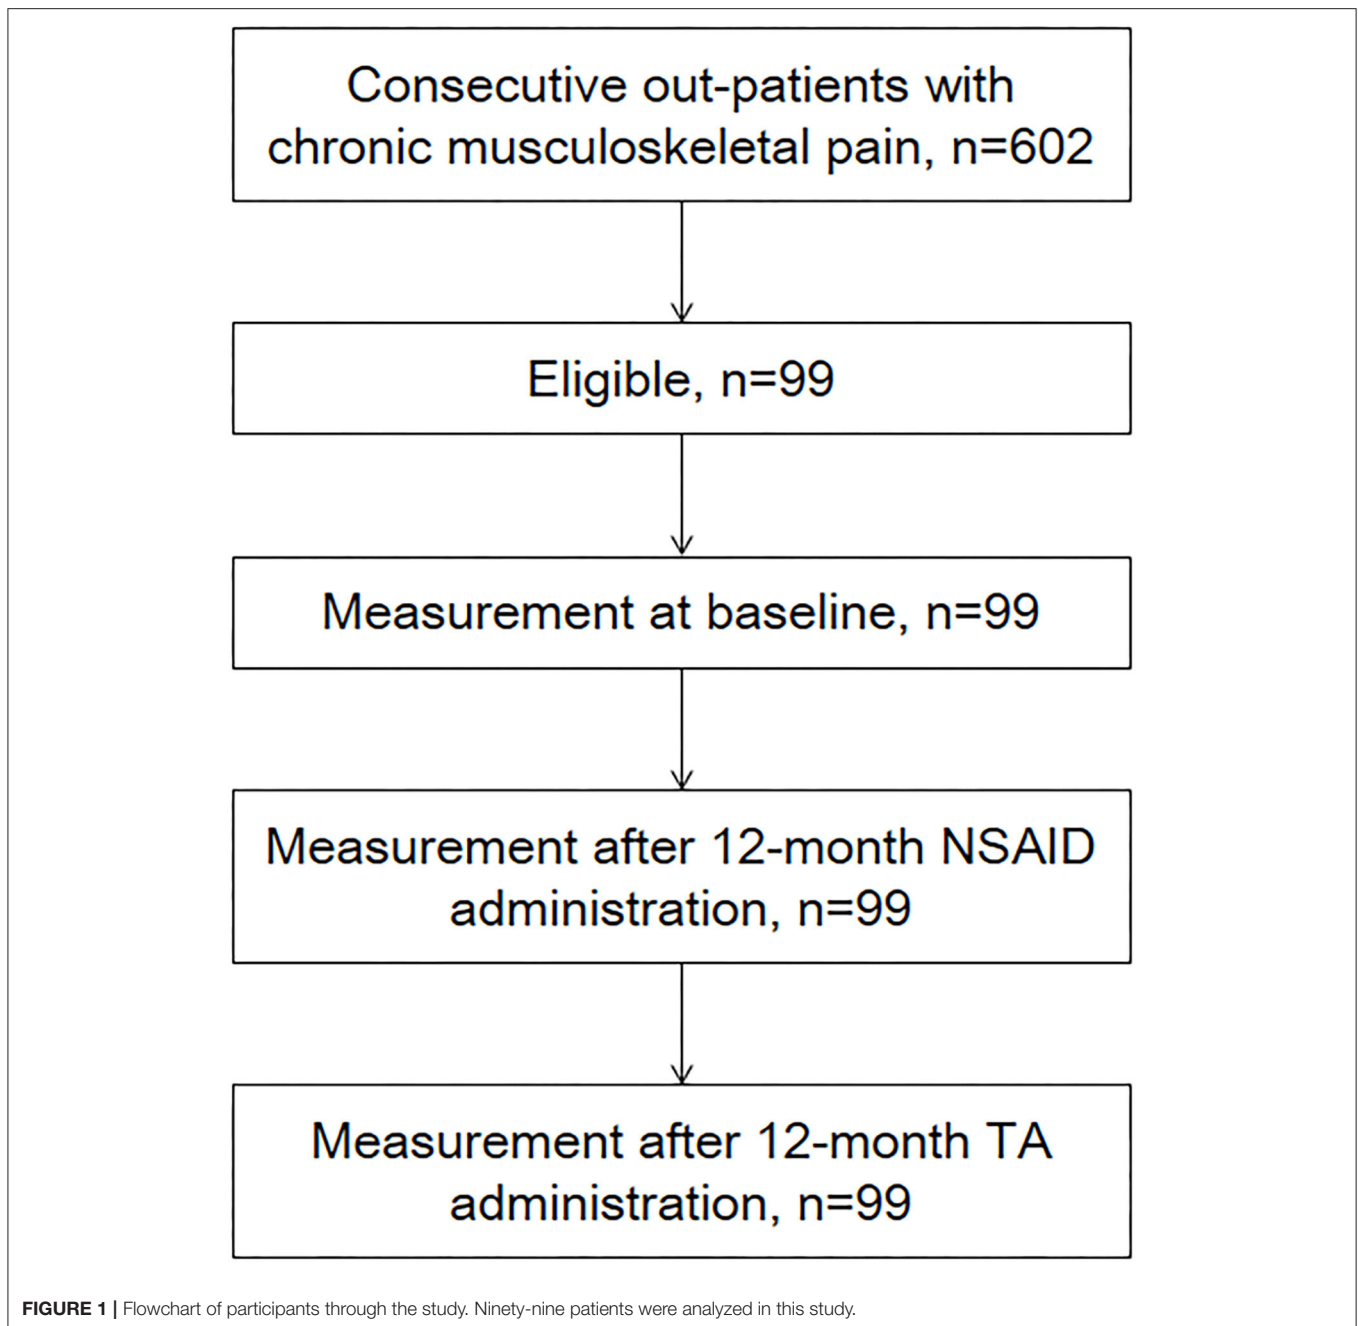 Consecutive out-patients with
chronic musculoskeletal pain, n=602
Eligible, n=99
Measurement at baseline, n=99
Measurement after 12-month NSAID
administration, n=99
Measurement after 12-month TA
administration, n=99
FIGURE 1 | Flowchart of participants through the study. Ninety-nine patients were analyzed in this study.